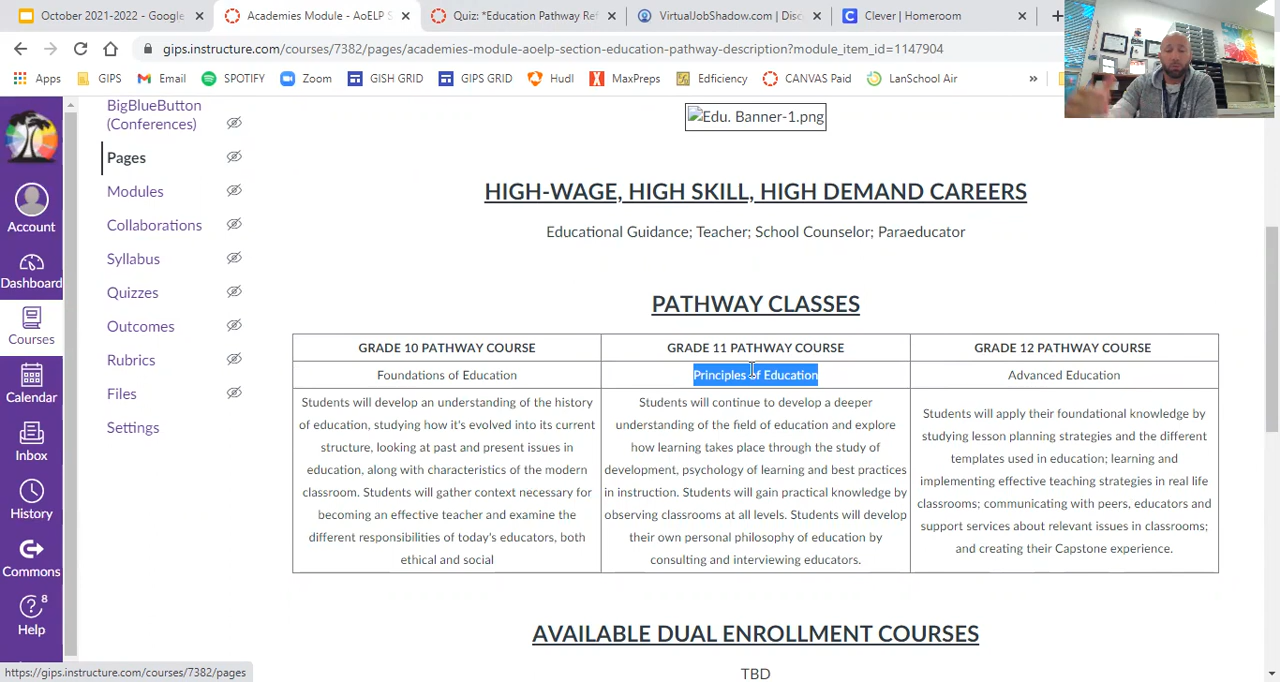 October 2021-2022 - Google
Academies Module - AoELP S
Quiz: *Education Pathway Ref
VirtualJobShadow.com | Disc
Clever | Homeroom
gips.instructure.com/courses/7382/pages/academies-module-aoelp-section-education-pathway-description?module_item_id=1147904
Apps
GIPS
Email
SPOTIFY
Zoom
GISH GRID
GIPS GRID
Hudl
MaxPreps
Edficiency
CANVAS Paid
LanSchool Air
»
Account
Dashboard
Courses
Calendar
Inbox
History
Commons
8
Help
BigBlueButton
(Conferences)
Pages
Modules
Collaborations
Syllabus
Quizzes
Outcomes
Rubrics
Files
Settings
Edu. Banner-1.png
HIGH-WAGE, HIGH SKILL, HIGH DEMAND CAREERS
Educational Guidance; Teacher; School Counselor; Paraeducator
PATHWAY CLASSES
GRADE 10 PATHWAY COURSE
Foundations of Education
Students will develop an understanding of the history
of education, studying how it's evolved into its current
structure, looking at past and present issues in
education, along with characteristics of the modern
classroom. Students will gather context necessary for
becoming an effective teacher and examine the
different responsibilities of today's educators, both
ethical and social
GRADE 11 PATHWAY COURSE
Principles of Education
Students will continue to develop a deeper
understanding of the field of education and explore
how learning takes place through the study of
development, psychology of learning and best practices
in instruction. Students will gain practical knowledge by
observing classrooms at all levels. Students will develop
their own personal philosophy of education by
consulting and interviewing educators.
GRADE 12 PATHWAY COURSE
Advanced Education
Students will apply their foundational knowledge by
studying lesson planning strategies and the different
templates used in education; learning and
implementing effective teaching strategies in real life
classrooms; communicating with peers, educators and
support services about relevant issues in classrooms;
and creating their Capstone experience.
AVAILABLE DUAL ENROLLMENT COURSES
TBD
https://gips.instructure.com/courses/7382/pages